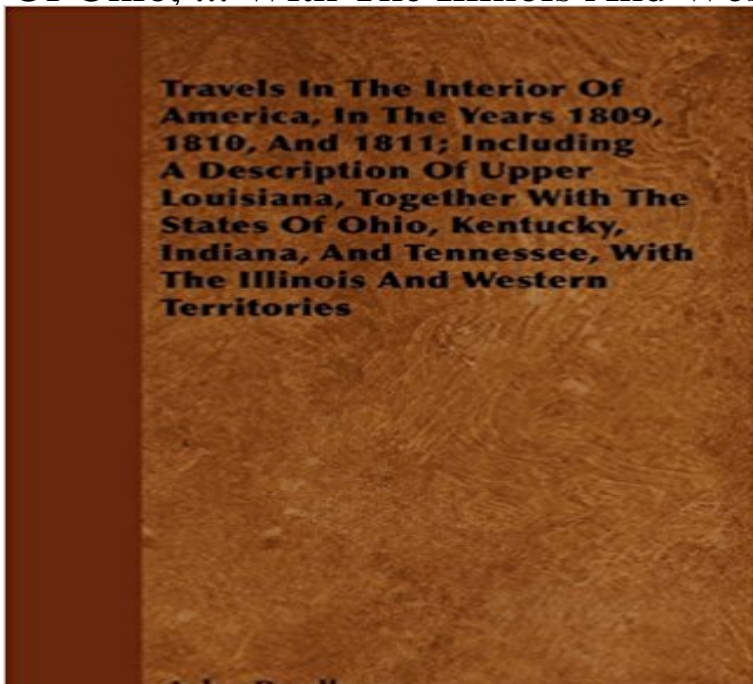 Travels In The Interior Of
America, In The Years 1809,
1810, And 1811; Including
A Description Of Upper
Louisiana, Together With The
States Of Ohio, Kentucky,
Indiana, And Tennessee, With
The Illinois And Western
Territories